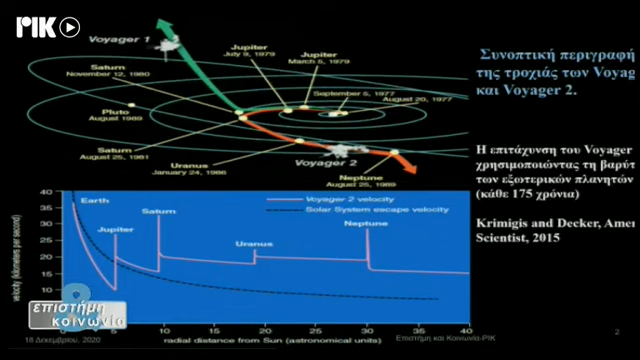 ΡΙΚ
Voyager 1
Jupiter
July 9, 1979
Jupiter
March 5, 1979
Saturn
November 12, 1980
September 5, 1977
August 20, 1977
Pluto
August 1989
Saturn
August 25, 1981
Uranus
January 24, 1986
Voyager 2
Neptune
August 25, 1989
Συνοπτική περιγραφή
της τροχιάς των Voyag
και Voyager 2.
Η επιτάχυνση του Voyager
χρησιμοποιώντας τη βαρύτ
των εξωτερικών πλανητών
(κάθε 175 χρόνια)
Krimigis and Decker, Amer
Scientist, 2015
40
35
30
25
20
15
10
velocity (kilometers per second)
Earth
Jupiter
Saturn
Uranus
Neptune
Voyager 2 velocity
Solar System escape velocity
5
10
15
20
25
30
35
40
radial distance from Sun (astronomical units)
επιστήμη
&
κοινωνία
18 Δεκεμβρίου, 2020
Επιστήμη και Κοινωνία-ΡΙΚ
2